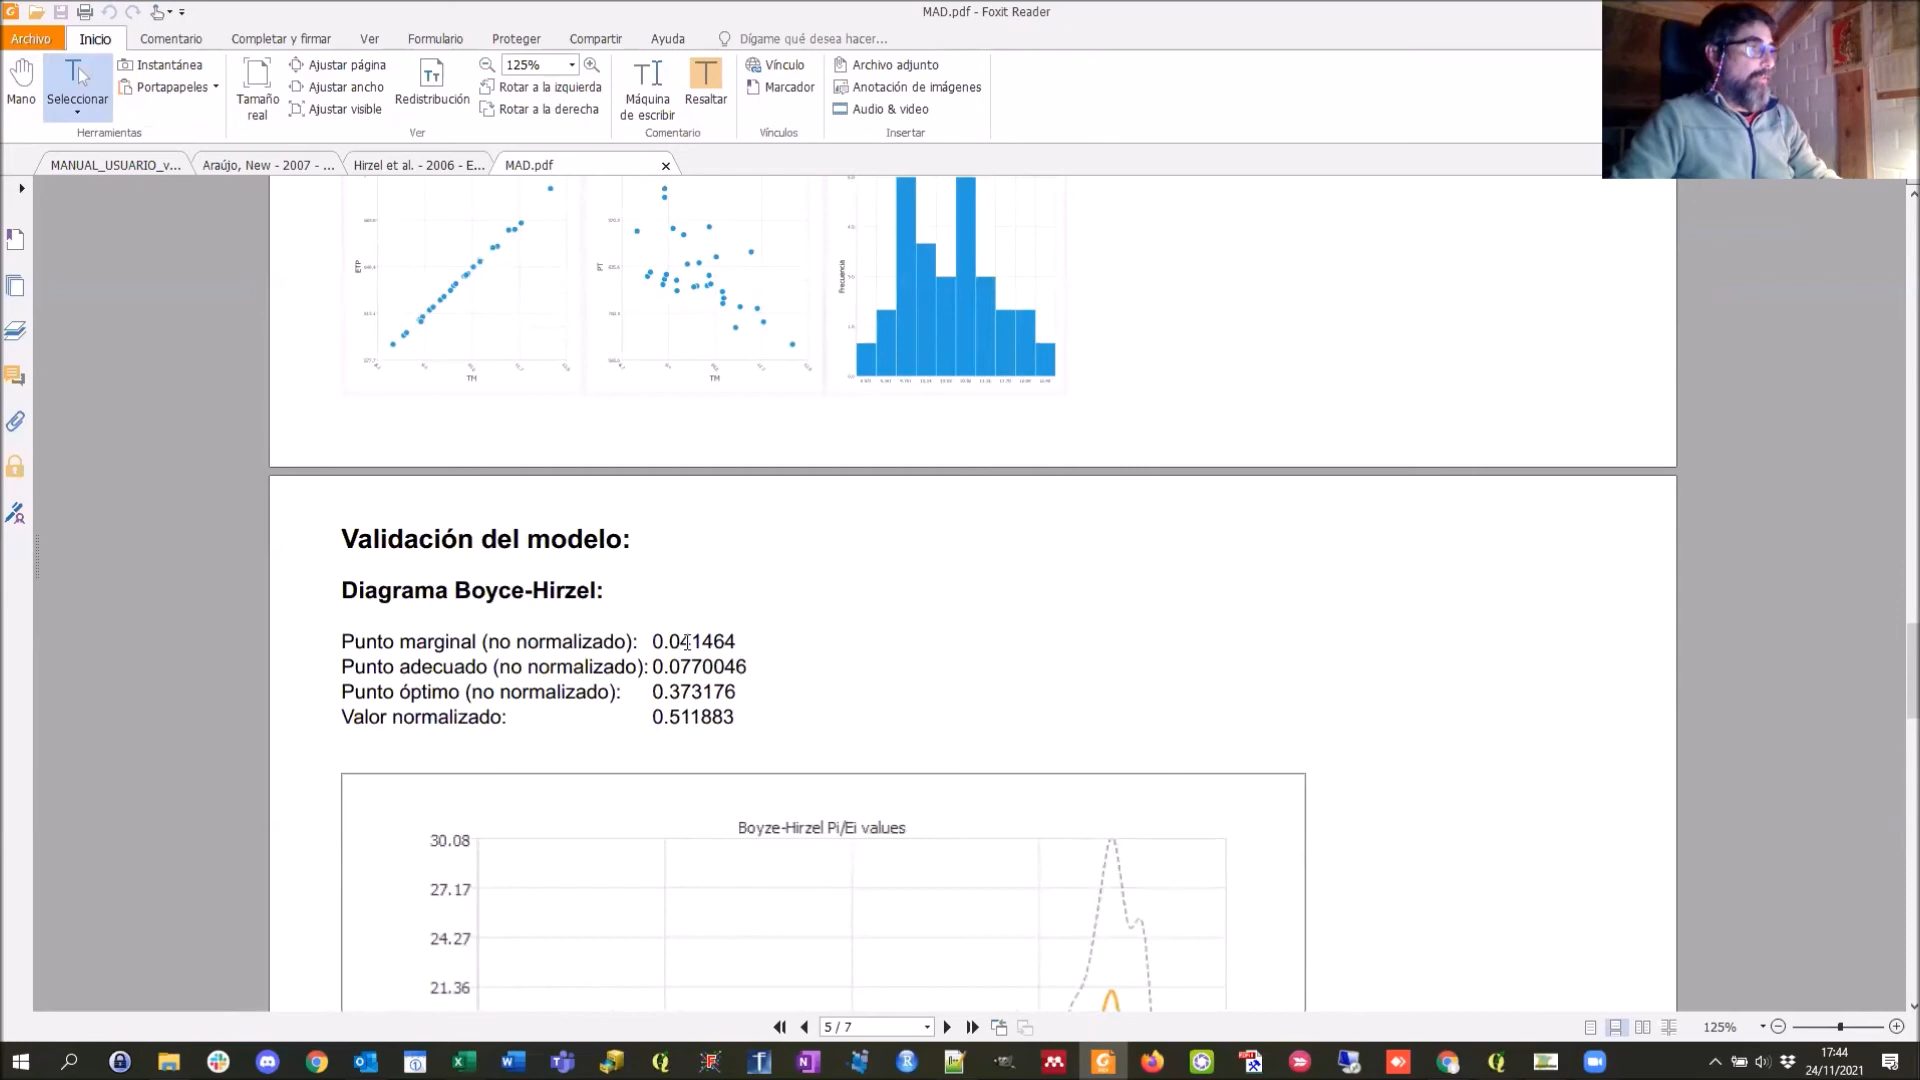 MAD.pdf - Foxit Reader
Archivo Inicio Comentario Completar y firmar Ver Formulario Proteger Compartir Ayuda Dígame qué desea hacer...
Mano
Seleccionar
Instantánea
Portapapeles
Herramientas
Tamaño real
Ajustar página
Ajustar ancho
Ajustar visible
Redistribución
125%
Rotar a la izquierda
Rotar a la derecha
Ver
Máquina de escribir
Resaltar
Comentario
Vínculo
Marcador
Vínculos
Archivo adjunto
Anotación de imágenes
Audio & video
Insertar
MANUAL_USUARIO_v... Araújo, New - 2007 - ... Hirzel et al. - 2006 - E... MAD.pdf
ETP
TM
PT
TM
Frecuencia
Validación del modelo:
Diagrama Boyce-Hirzel:
Punto marginal (no normalizado): 0.041464
Punto adecuado (no normalizado): 0.0770046
Punto óptimo (no normalizado): 0.373176
Valor normalizado: 0.511883
Boyze-Hirzel Pi/Ei values
30.08
27.17
24.27
21.36
5 / 7
125%
17:44
24/11/2021